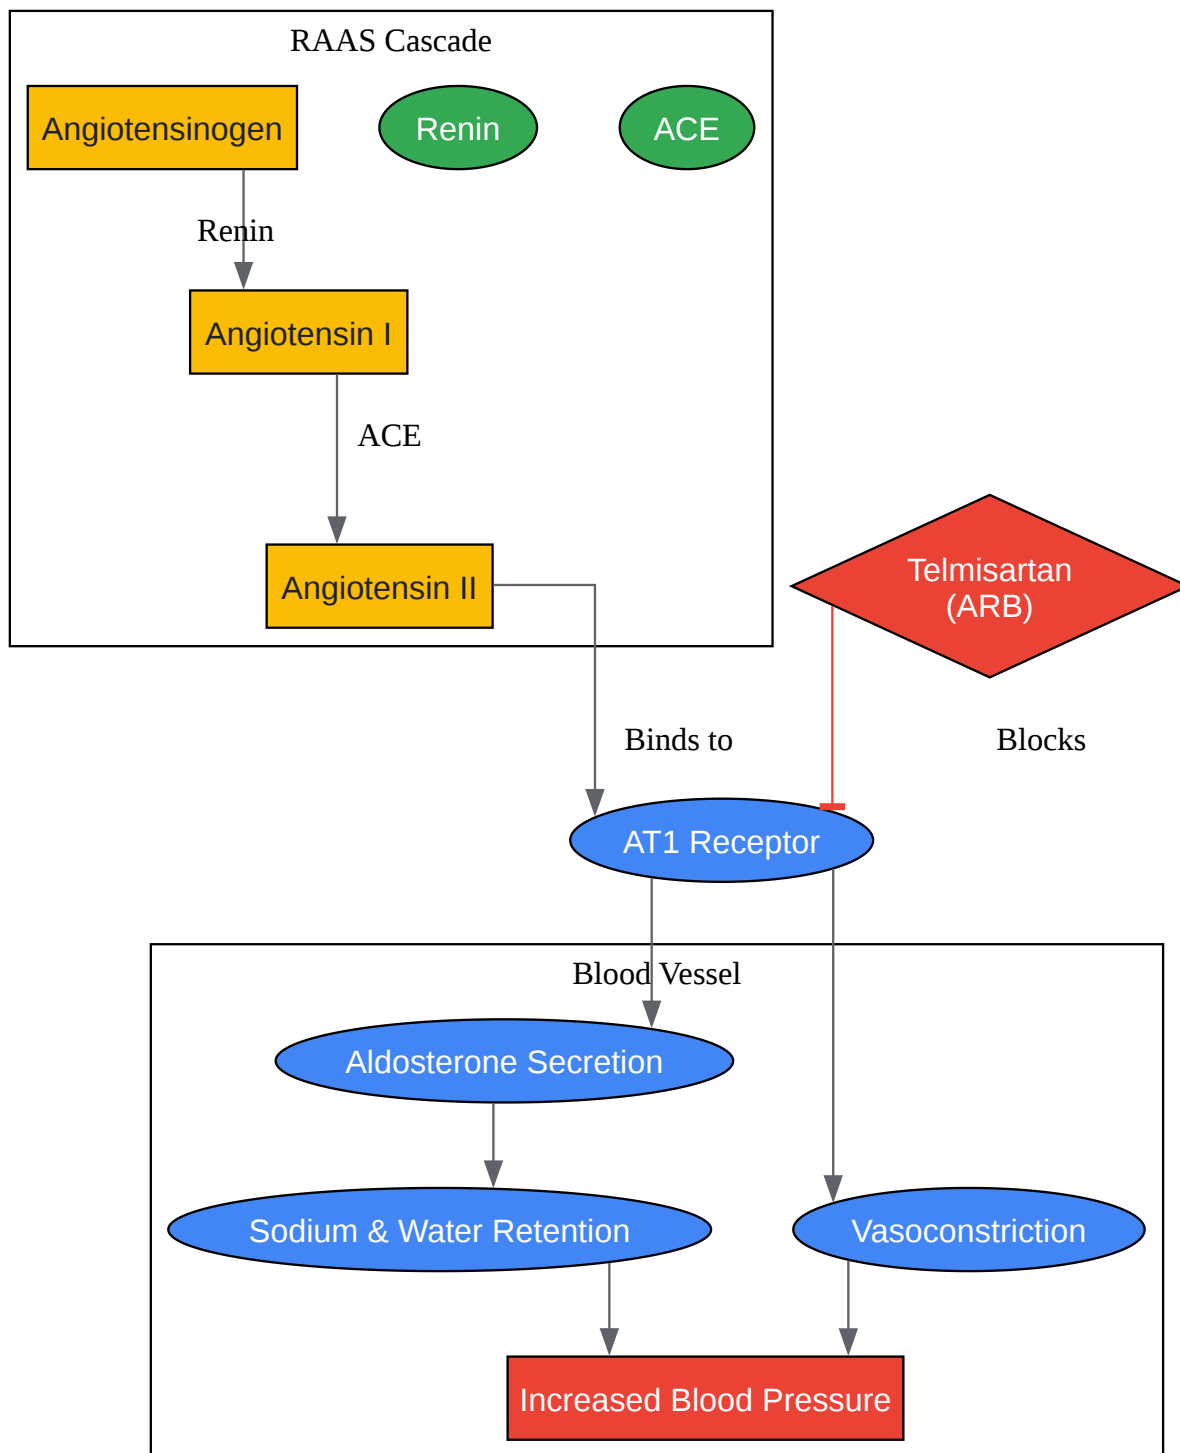 RAAS Cascade
Angiotensinogen
Renin
ACE
Renin
Angiotensin I
ACE
Angiotensin II
Telmisartan
(ARB)
Binds to
Blocks
AT1 Receptor
Blood Vessel
Aldosterone Secretion
Sodium & Water Retention
Vasoconstriction
Increased Blood Pressure